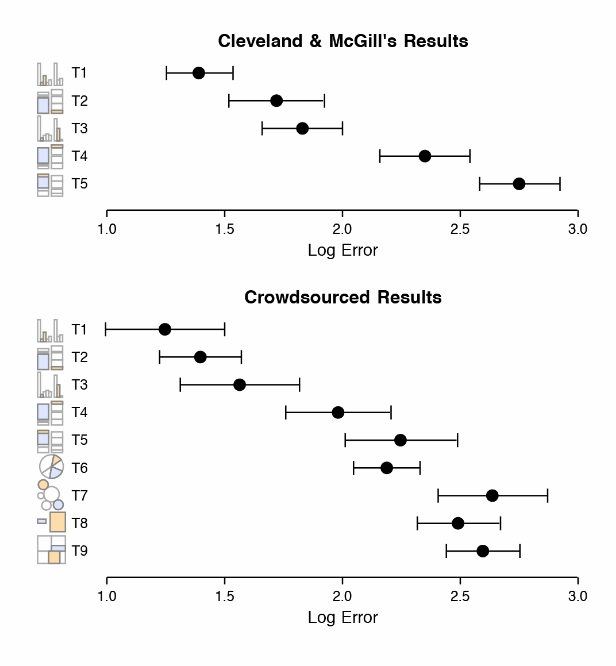 Cleveland & McGill's Results
T1
T2
T3
T4
T5
1.0 1.5 2.0 2.5 3.0
Log Error
Crowdsourced Results
T1
T2
T3
T4
T5
T6
T7
T8
T9
1.0 1.5 2.0 2.5 3.0
Log Error